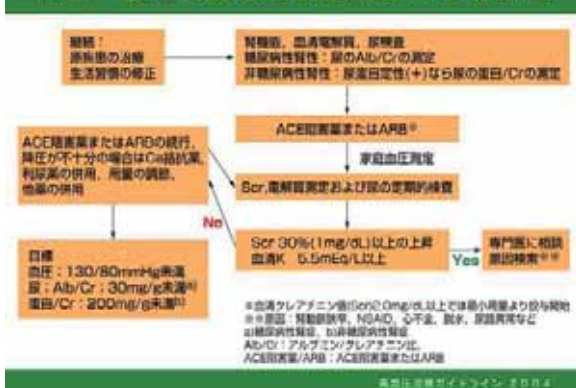 継続:
原疾患の治療
生活習慣の修正
腎機能、血清電解質、尿検査
糖尿病性腎症:尿のAlb/Crの測定
非糖尿病性腎症:尿蛋白定性(+)なら尿の蛋白/Crの測定
ACE阻害薬またはARB※
家庭血圧測定
ACE阻害薬またはARBの続行、
降圧が不十分の場合はCa拮抗薬、
利尿薬の併用、用量の調節、
他薬の併用
Scr、電解質測定および尿の定期的検査
No
Scr 30%(1mg/dL)以上の上昇
血清K 5.5mEq/L以上
Yes
専門医に相談
原因検索※※
目標
血圧:130/80mmHg未満
尿:Alb/Cr:30mg/g未満a)
蛋白/Cr:200mg/g未満b)
※血清クレアチニン値(Scr)2.0mg/dL以上では最小用量より投与開始
※※原因:腎動脈狭窄、NSAID、心不全、脱水、尿路異常など
a)糖尿病性腎症、b)非糖尿病性腎症
Alb/Cr:アルブミン/クレアチニン比、
ACE阻害薬/ARB:ACE阻害薬またはARB
高血圧治療ガイドライン 2004